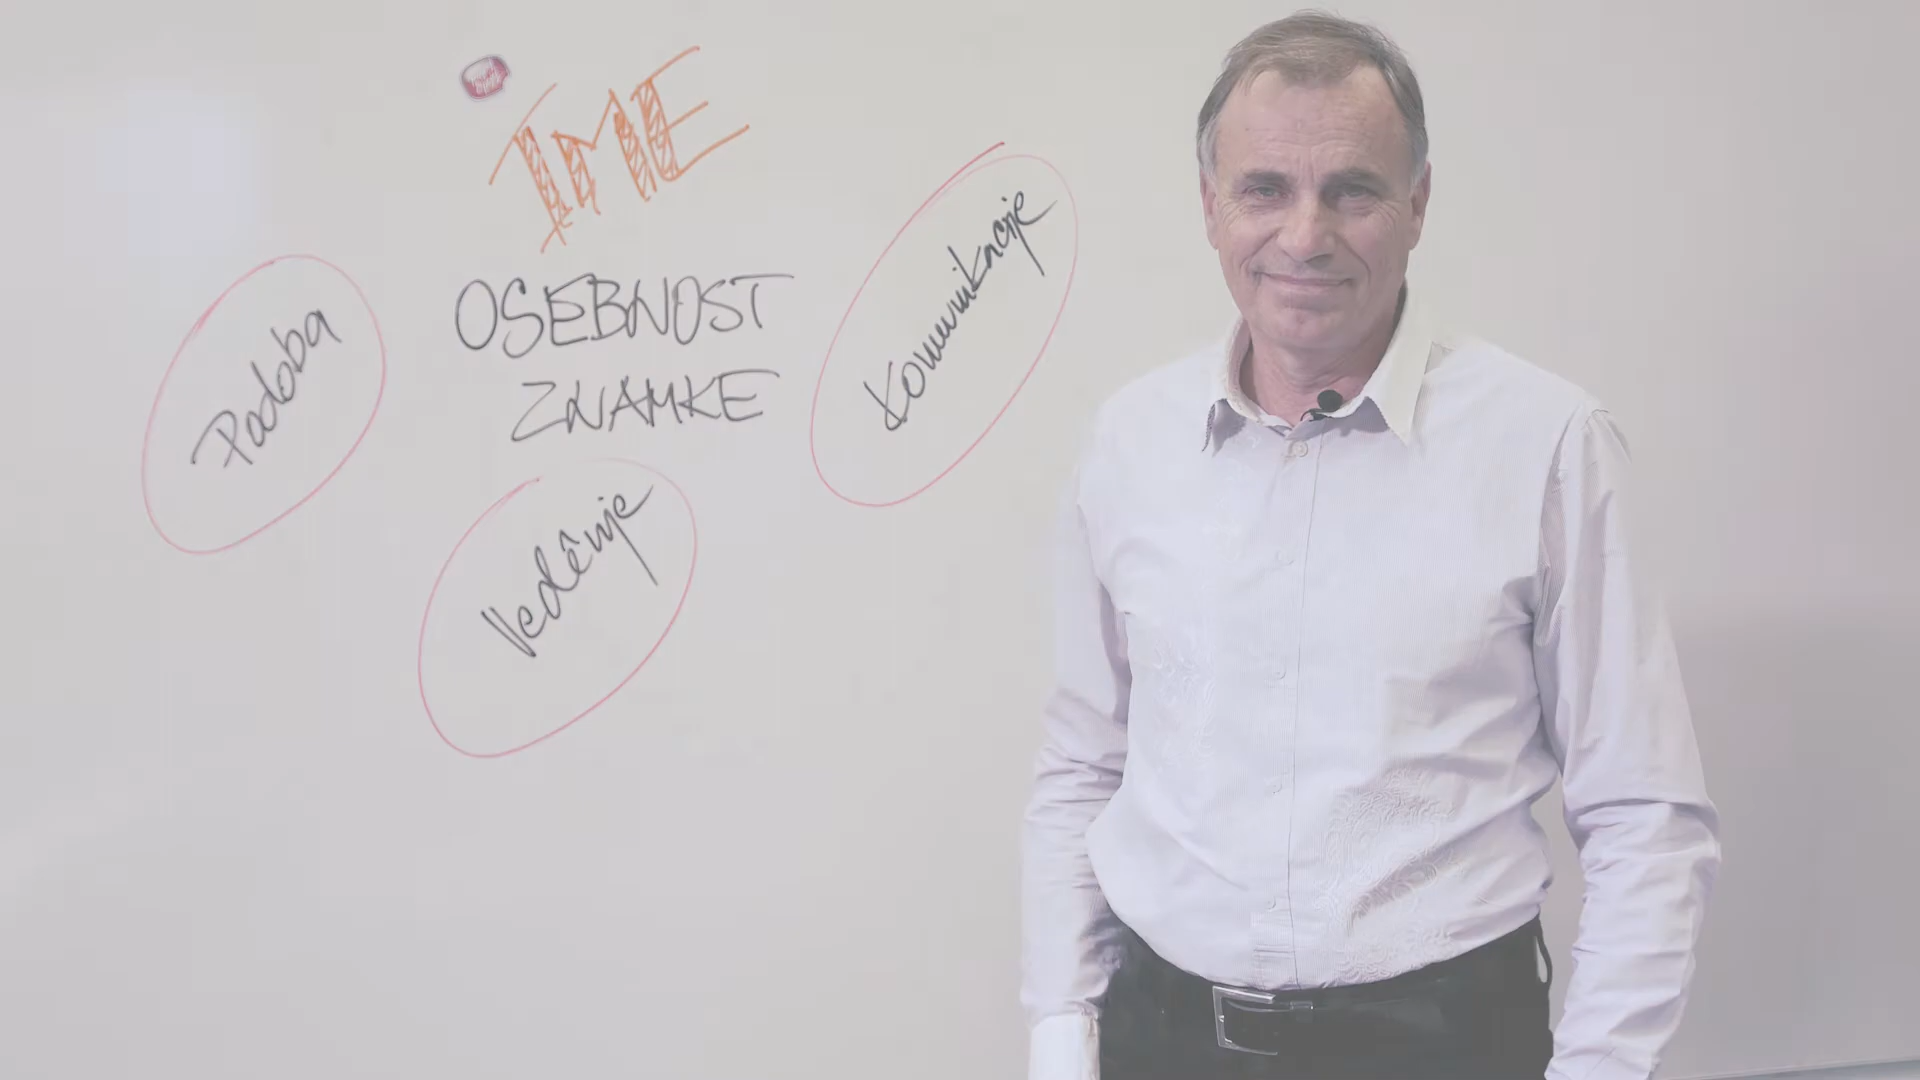 IME
OSEBNOST
ZNAMKE
Podoba
Vedênje
Komunikacije